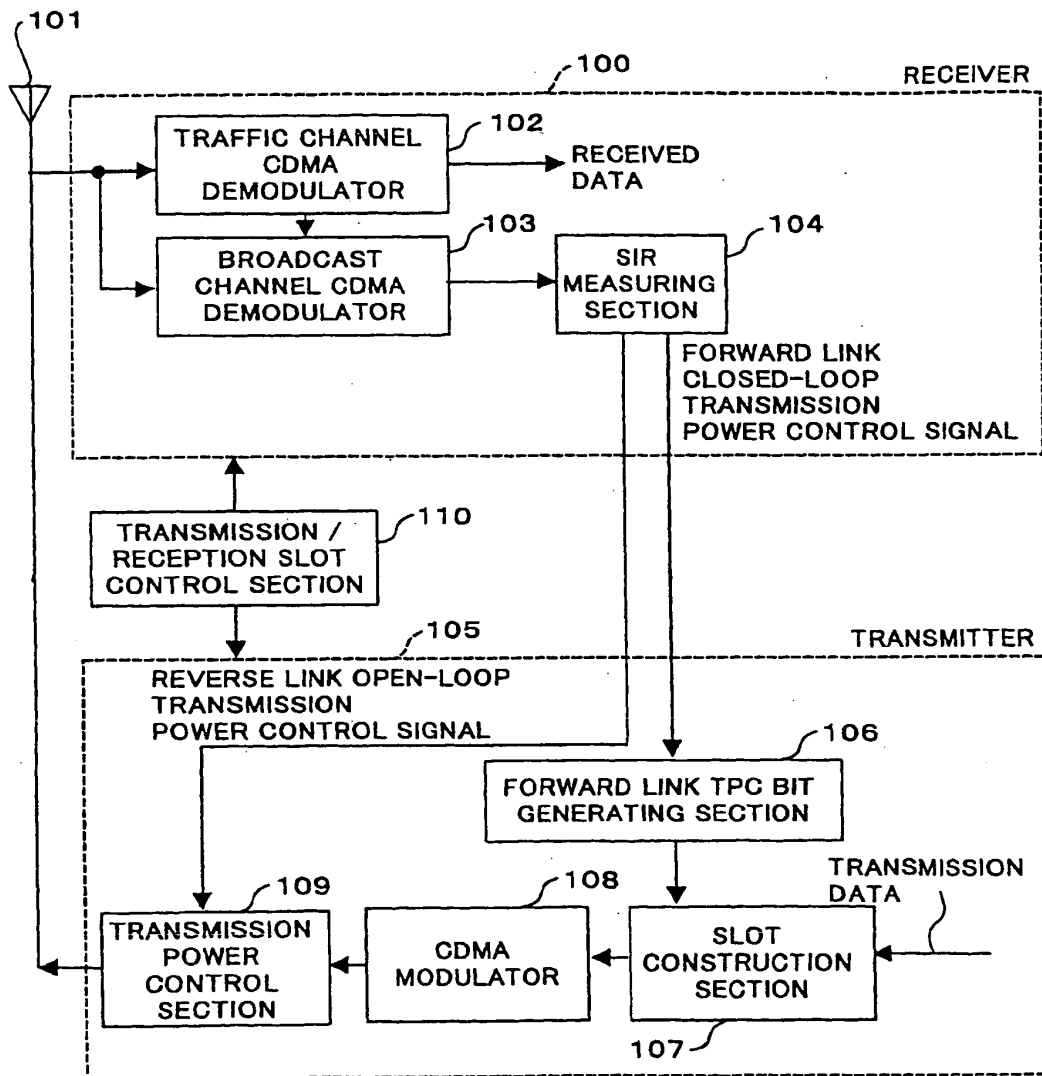 101
100
RECEIVER
TRAFFIC CHANNEL
CDMA
DEMODULATOR
102
RECEIVED
DATA
BROADCAST
CHANNEL CDMA
DEMODULATOR
103
SIR
MEASURING
SECTION
104
FORWARD LINK
CLOSED-LOOP
TRANSMISSION
POWER CONTROL SIGNAL
TRANSMISSION /
RECEPTION SLOT
CONTROL SECTION
110
105
TRANSMITTER
REVERSE LINK OPEN-LOOP
TRANSMISSION
POWER CONTROL SIGNAL
106
FORWARD LINK TPC BIT
GENERATING SECTION
TRANSMISSION
DATA
109
TRANSMISSION
POWER
CONTROL
SECTION
108
CDMA
MODULATOR
SLOT
CONSTRUCTION
SECTION
107